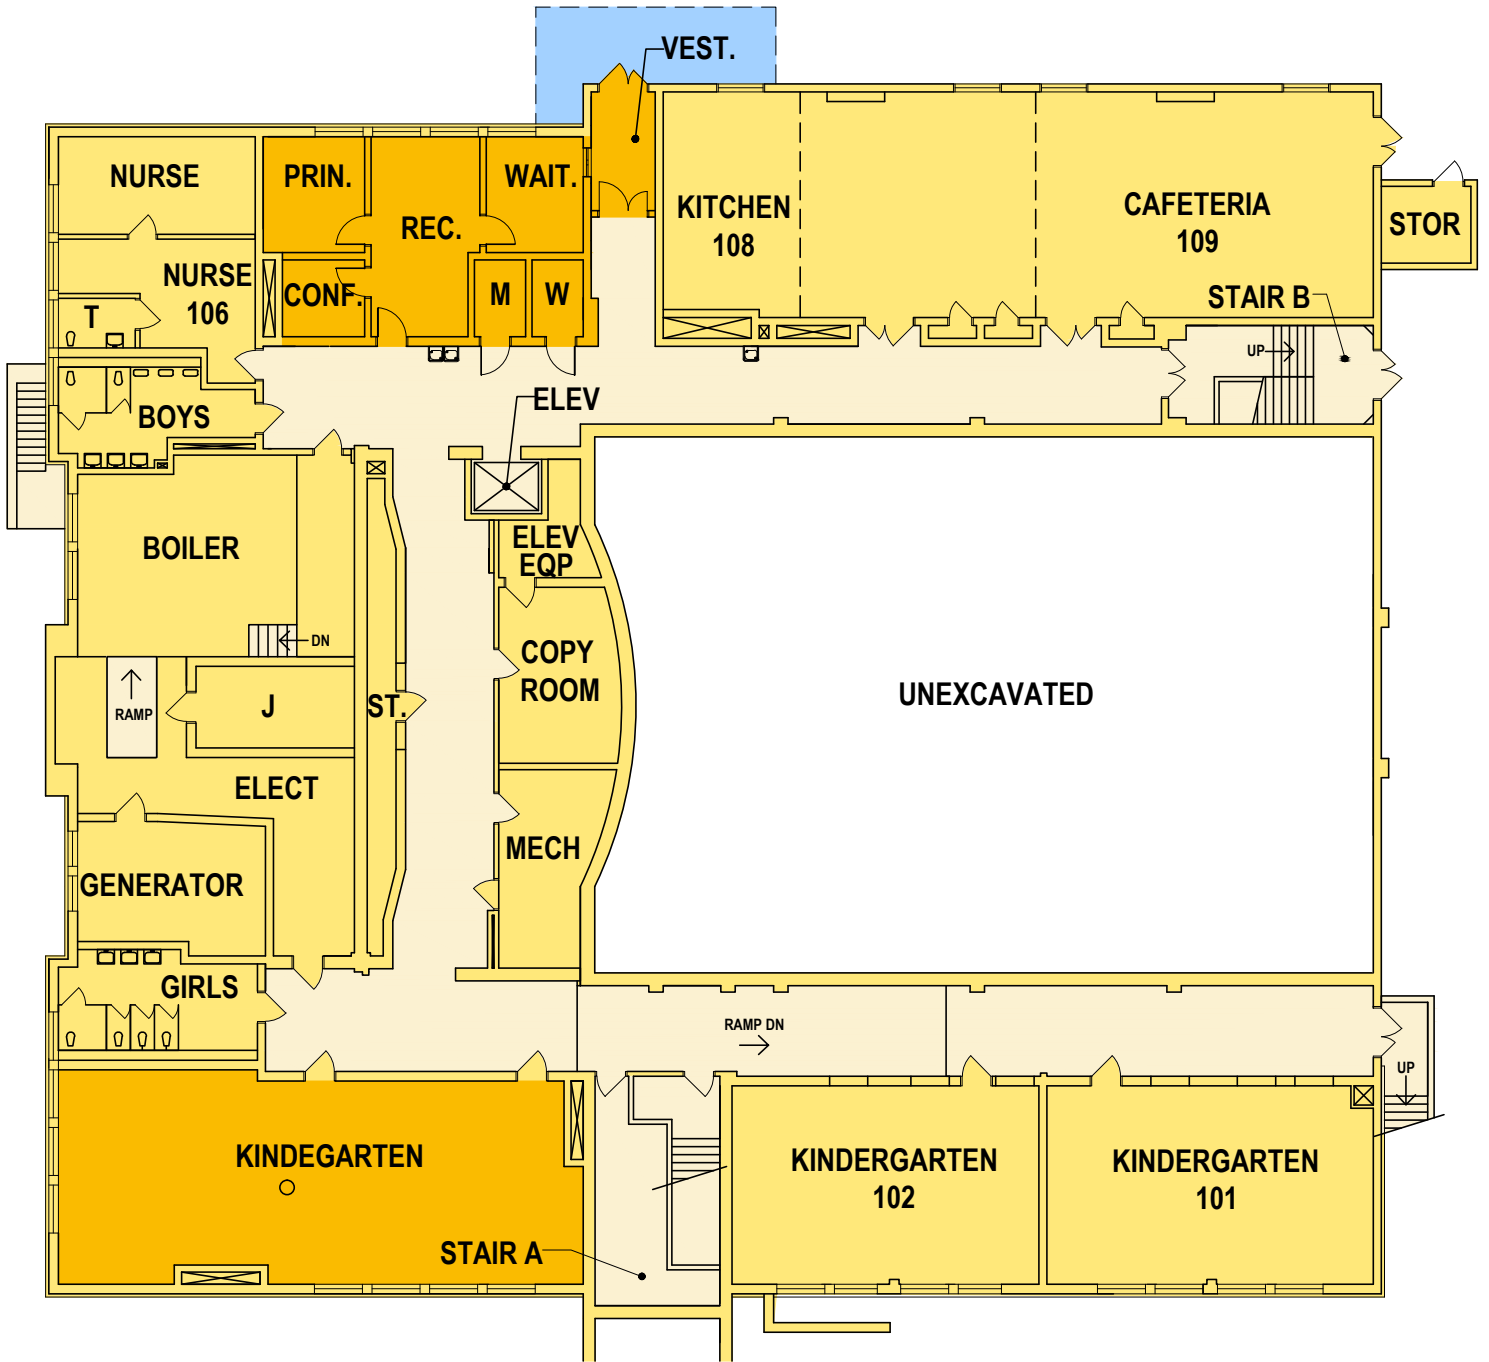 VEST.
NURSE
PRIN.
WAIT.
REC.
KITCHEN
108
CAFETERIA
109
STOR
NURSE
106
CONF.
M
W
T
STAIR B
UP
ELEV
BOYS
BOILER
ELEV
EQP
DN
COPY
ROOM
UNEXCAVATED
RAMP
J
ST.
ELECT
MECH
GENERATOR
GIRLS
RAMP DN
UP
KINDEGARTEN
KINDERGARTEN
102
KINDERGARTEN
101
STAIR A